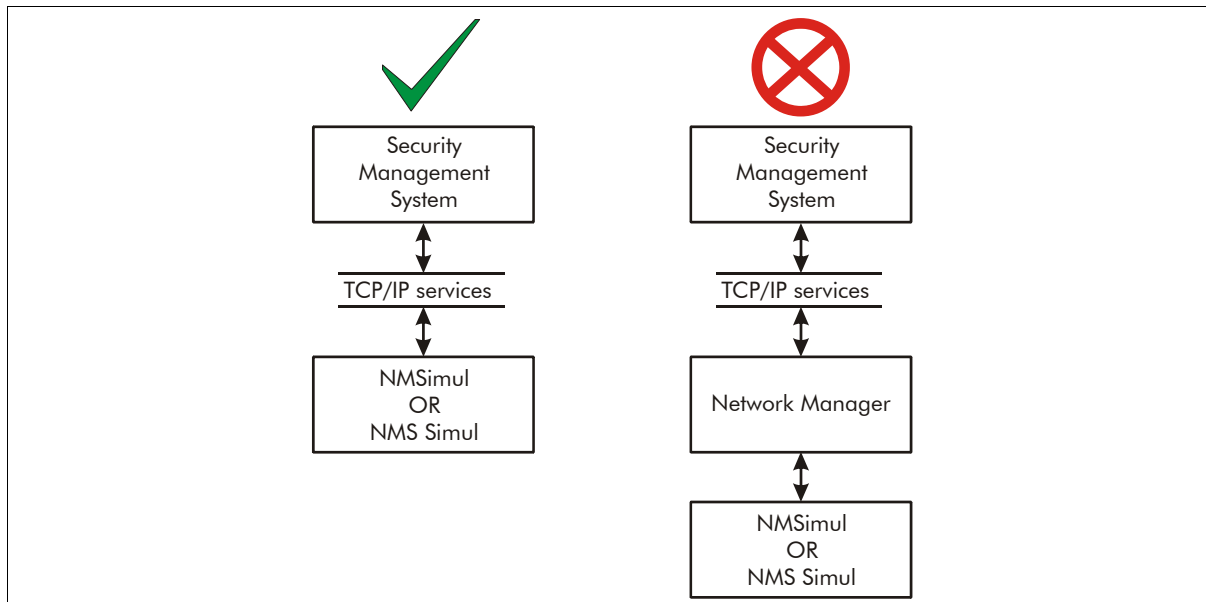 Security
Management
System
TCP/IP services
NMSimul
OR
NMS Simul
Security
Management
System
TCP/IP services
Network Manager
NMSimul
OR
NMS Simul